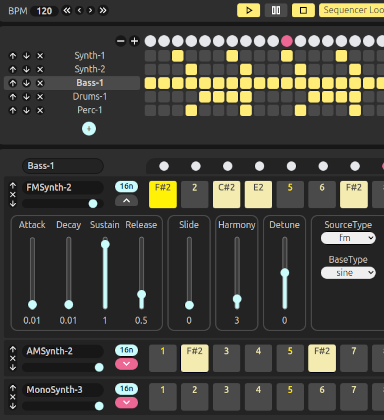 BPM 120 Sequencer Loo
Synth-1
Synth-2
Bass-1
Drums-1
Perc-1
Bass-1
FMSynth-2 16n F#2 2 C#2 E2 5 6 F#2
Attack Decay Sustain Release Slide Harmony Detune SourceType
fm
BaseType
sine
0.01 0.01 1 0.5 0 3 0
AMSynth-2 16n 1 F#2 3 4 5 F#2 7
MonoSynth-3 16n 1 2 3 4 5 6 7